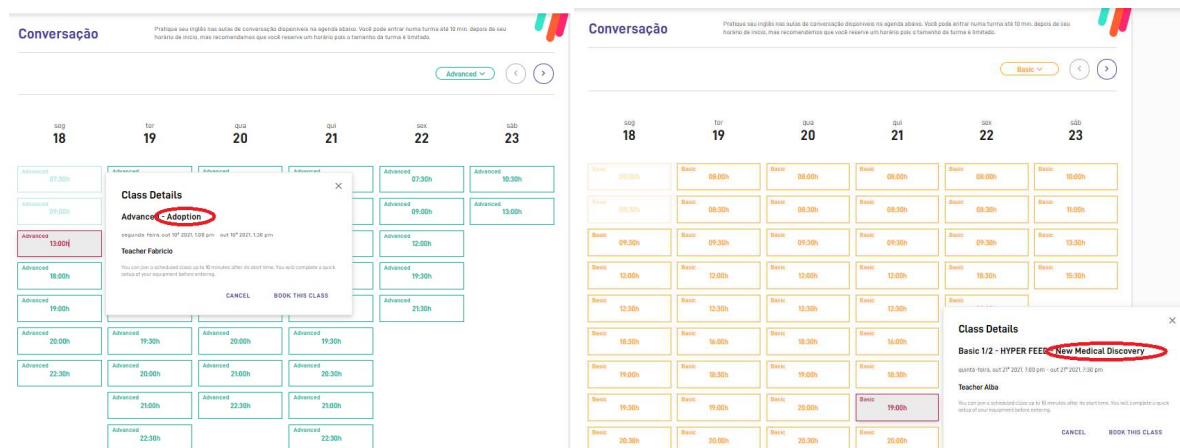 Conversação
Pratique seu inglês nas aulas de conversação disponíveis na agenda abaixo. Você pode entrar numa turma até 10 min. depois de seu
horário de início, mas recomendamos que você reserve um horário pois o tamanho da turma é limitado.
Advanced
seg ter qua qui sex sáb
18 19 20 21 22 23
Advanced Advanced Advanced Advanced Advanced
07:30h 07:30h 10:30h
Advanced Advanced Advanced
09:00h 09:00h 13:00h
Advanced Advanced
13:00h 12:00h
Advanced Advanced
18:00h 19:30h
Advanced Advanced
19:00h 21:30h
Advanced Advanced Advanced Advanced
20:00h 19:30h 20:00h 19:30h
Advanced Advanced Advanced Advanced
22:30h 20:00h 21:00h 20:30h
Advanced Advanced Advanced
21:00h 22:30h 21:00h
Advanced Advanced
22:30h 22:30h
Class Details
Advanced - Adoption
Teacher Fabricio
You can join a scheduled class up to 10 minutes after its start time. You will complete a quick
setup of your equipment before entering.
CANCEL BOOK THIS CLASS
Conversação
Pratique seu inglês nas aulas de conversação disponíveis na agenda abaixo. Você pode entrar numa turma até 10 min. depois de seu
horário de início, mas recomendamos que você reserve um horário pois o tamanho da turma é limitado.
Basic
seg ter qua qui sex sáb
18 19 20 21 22 23
Basic Basic Basic Basic Basic
08:00h 08:00h 08:00h 08:00h 10:00h
Basic Basic Basic Basic Basic
08:30h 08:30h 08:30h 08:30h 11:00h
Basic Basic Basic Basic Basic Basic
09:30h 09:30h 09:30h 09:30h 09:30h 13:30h
Basic Basic Basic Basic Basic Basic
12:00h 12:00h 12:00h 12:00h 18:30h 15:30h
Basic Basic Basic Basic Basic
12:30h 12:30h 12:30h 12:30h
Basic Basic Basic Basic
18:30h 16:00h 18:30h 16:00h
Basic Basic Basic Basic
19:00h 18:30h 19:00h 18:30h
Basic Basic Basic Basic
19:30h 19:00h 20:00h 19:00h
Basic Basic Basic Basic
20:30h 20:00h 20:30h 20:00h
Class Details
Basic 1/2 - HYPER FEED - New Medical Discovery
quinta-feira, out 21º 2021, 7:00 pm - out 21º 2021, 7:30 pm
Teacher Alba
You can join a scheduled class up to 10 minutes after its start time. You will complete a quick
setup of your equipment before entering.
CANCEL BOOK THIS CLASS